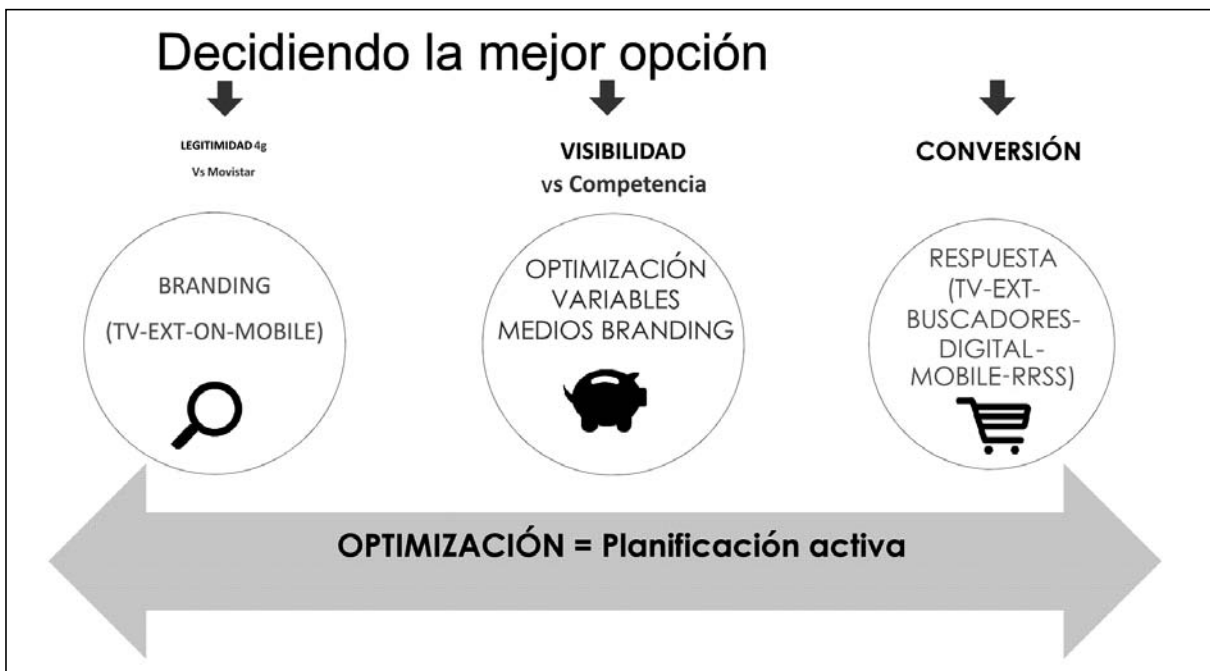 Decidiendo la mejor opción
LEGITIMIDAD 4g
Vs Movistar
BRANDING
(TV-EXT-ON-MOBILE)
VISIBILIDAD
vs Competencia
OPTIMIZACIÓN
VARIABLES
MEDIOS BRANDING
CONVERSIÓN
RESPUESTA
(TV-EXT-
BUSCADORES-
DIGITAL-
MOBILE-RRSS)
OPTIMIZACIÓN = Planificación activa